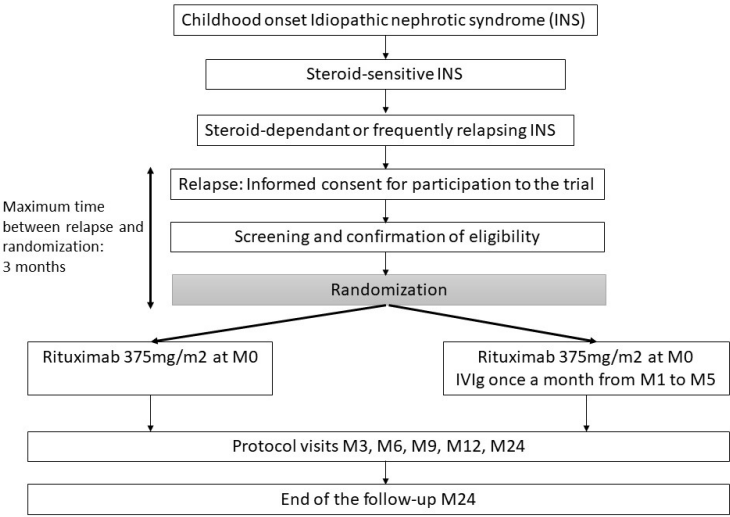 Childhood onset Idiopathic nephrotic syndrome (INS)
Steroid-sensitive INS
Steroid-dependant or frequently relapsing INS
Relapse: Informed consent for participation to the trial
Maximum time
between relapse and
randomization:
3 months
Screening and confirmation of eligibility
Randomization
Rituximab 375mg/m2 at M0
Rituximab 375mg/m2 at M0
IVIg once a month from M1 to M5
Protocol visits M3, M6, M9, M12, M24
End of the follow-up M24